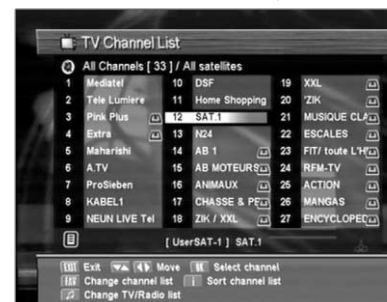 TV Channel List
All Channels [ 33 ] / All satellites
1 Mediatel 10 DSF 19 XXL
2 Tele Lumiere 11 Home Shopping 20 'ZIK
3 Pink Plus 12 SAT.1 21 MUSIQUE CLA
4 Extra 13 N24 22 ESCALES
5 Maharishi 14 AB 1 23 FIT/ toute L'H
6 A.TV 15 AB MOTEURS 24 RFM-TV
7 ProSieben 16 ANIMAUX 25 ACTION
8 KABEL1 17 CHASSE & PE 26 MANGAS
9 NEUN LIVE Tel 18 ZIK / XXL 27 ENCYCLOPED
[ UserSAT-1 ] SAT.1
EXIT Exit Move Select channel
FAV Change channel list i Sort channel list
Change TV/Radio list